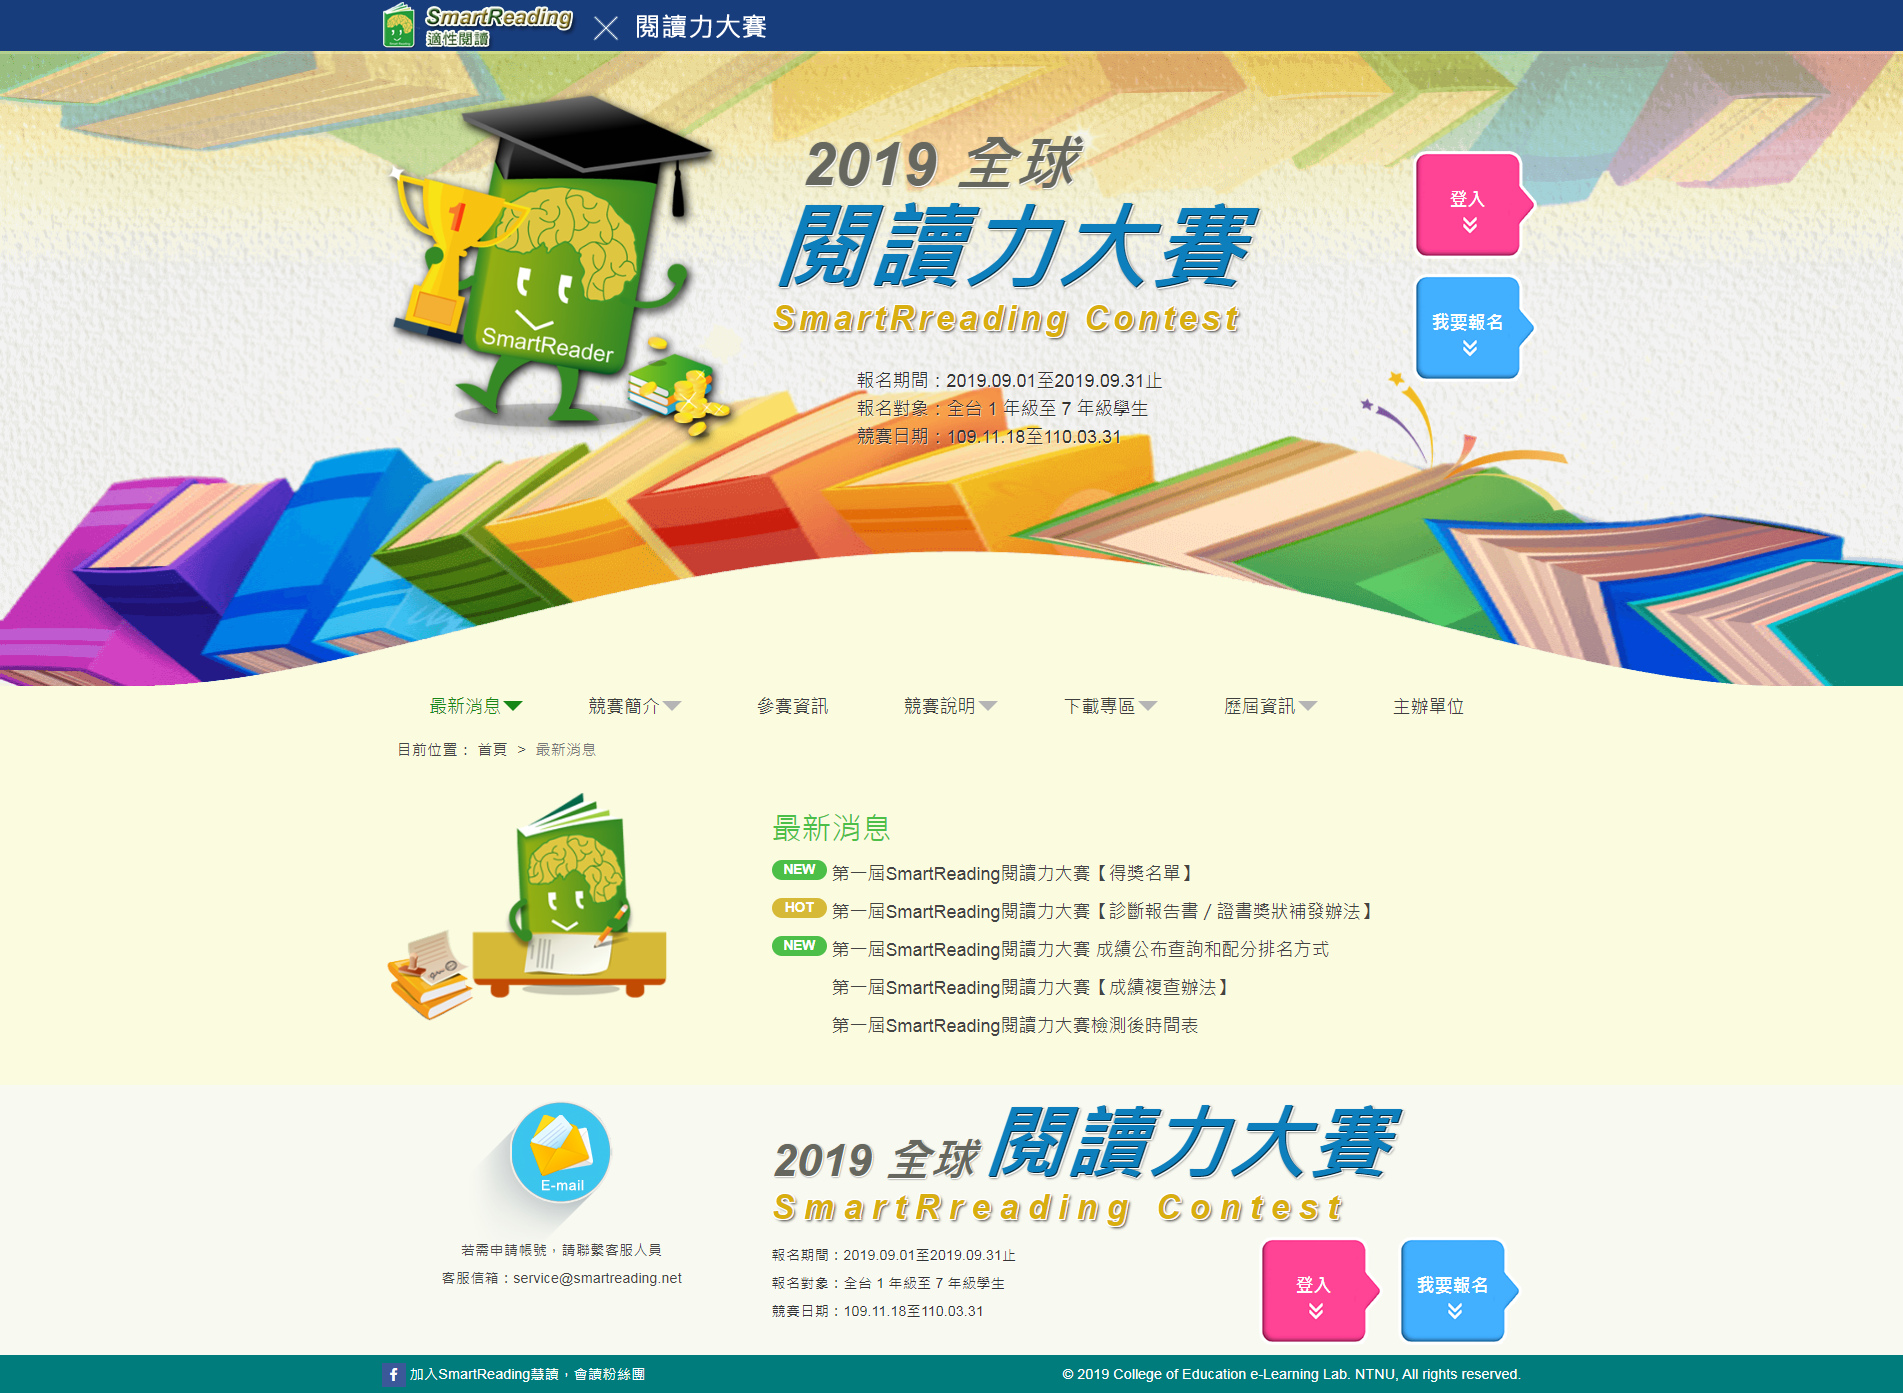 SmartReading
適性閱讀
閱讀力大賽
1
SmartReader
2019 全球
閱讀力大賽
SmartRreading Contest
報名期間：2019.09.01至2019.09.31止
報名對象：全台 1 年級至 7 年級學生
競賽日期：109.11.18至110.03.31
登入
我要報名
最新消息
競賽簡介
參賽資訊
競賽說明
下載專區
歷屆資訊
主辦單位
目前位置： 首頁 > 最新消息
最新消息
NEW 第一屆SmartReading閱讀力大賽【得獎名單】
HOT 第一屆SmartReading閱讀力大賽【診斷報告書 / 證書獎狀補發辦法】
NEW 第一屆SmartReading閱讀力大賽 成績公布查詢和配分排名方式
第一屆SmartReading閱讀力大賽【成績複查辦法】
第一屆SmartReading閱讀力大賽檢測後時間表
E-mail
若需申請帳號，請聯繫客服人員
客服信箱：service@smartreading.net
2019 全球 閱讀力大賽
SmartRreading Contest
報名期間：2019.09.01至2019.09.31止
報名對象：全台 1 年級至 7 年級學生
競賽日期：109.11.18至110.03.31
登入
我要報名
f 加入SmartReading慧讀，會讀粉絲團
© 2019 College of Education e-Learning Lab. NTNU, All rights reserved.